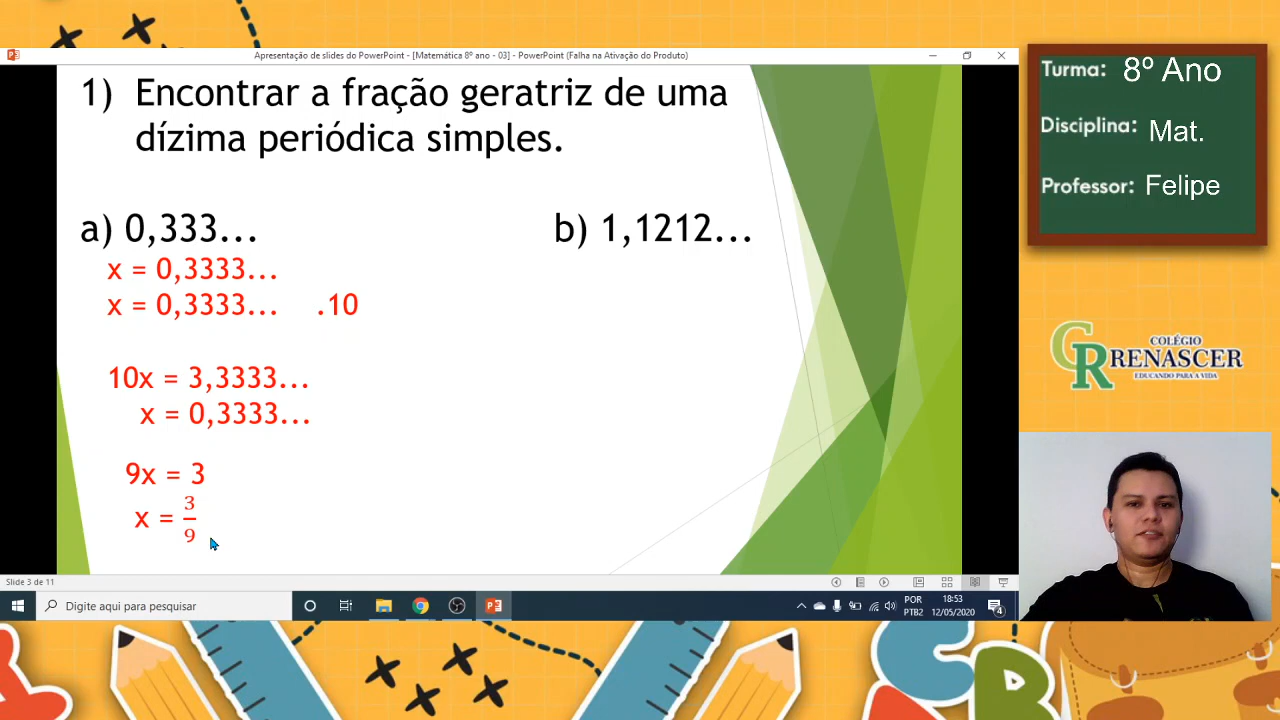 Apresentação de slides do PowerPoint - [Matemática 8º ano - 03] - PowerPoint (Falha na Ativação do Produto)
1) Encontrar a fração geratriz de uma
dízima periódica simples.
a) 0,333...
x = 0,3333...
x = 0,3333... .10
10x = 3,3333...
x = 0,3333...
9x = 3
x = 3/9
b) 1,1212...
Slide 3 de 11
Digite aqui para pesquisar
POR
PTB2
18:53
12/05/2020
4
Turma: 8º Ano
Disciplina: Mat.
Professor: Felipe
CR
COLÉGIO
RENASCER
EDUCANDO PARA A VIDA